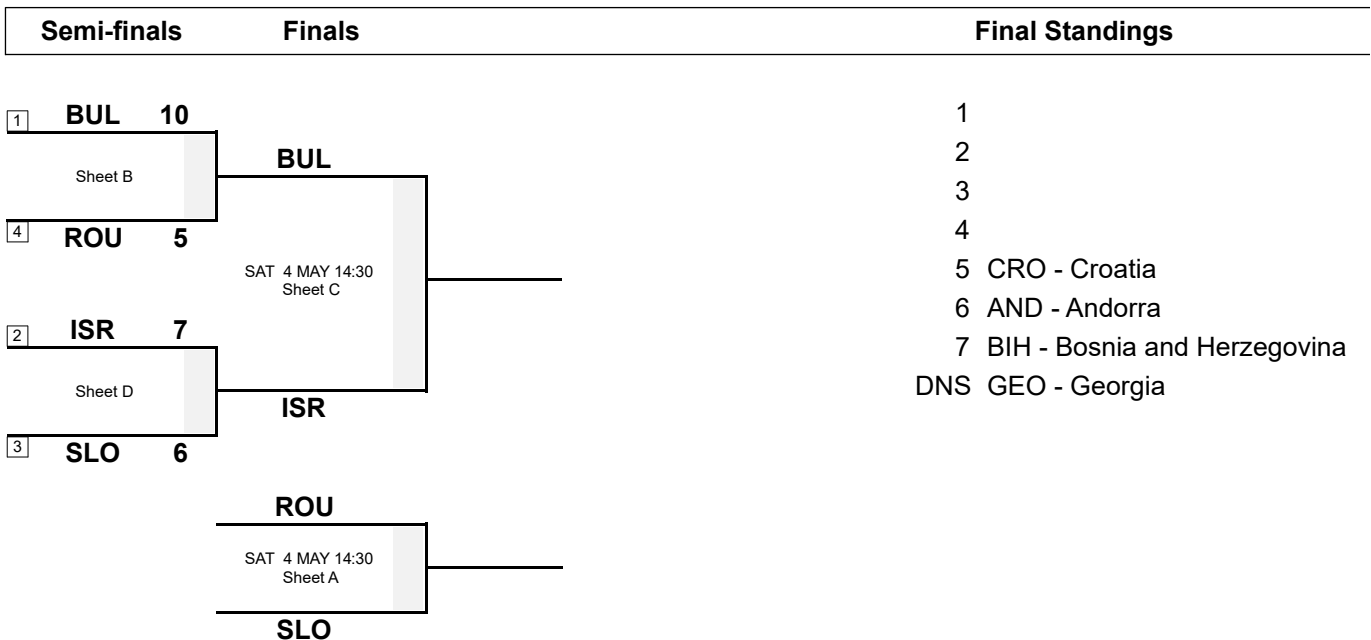 Semi-finals Finals Final Standings
1 BUL 10
Sheet B
4 ROU 5
BUL
SAT 4 MAY 14:30
Sheet C
ISR
2 ISR 7
Sheet D
3 SLO 6
ROU
SAT 4 MAY 14:30
Sheet A
SLO
1
2
3
4
5 CRO - Croatia
6 AND - Andorra
7 BIH - Bosnia and Herzegovina
DNS GEO - Georgia